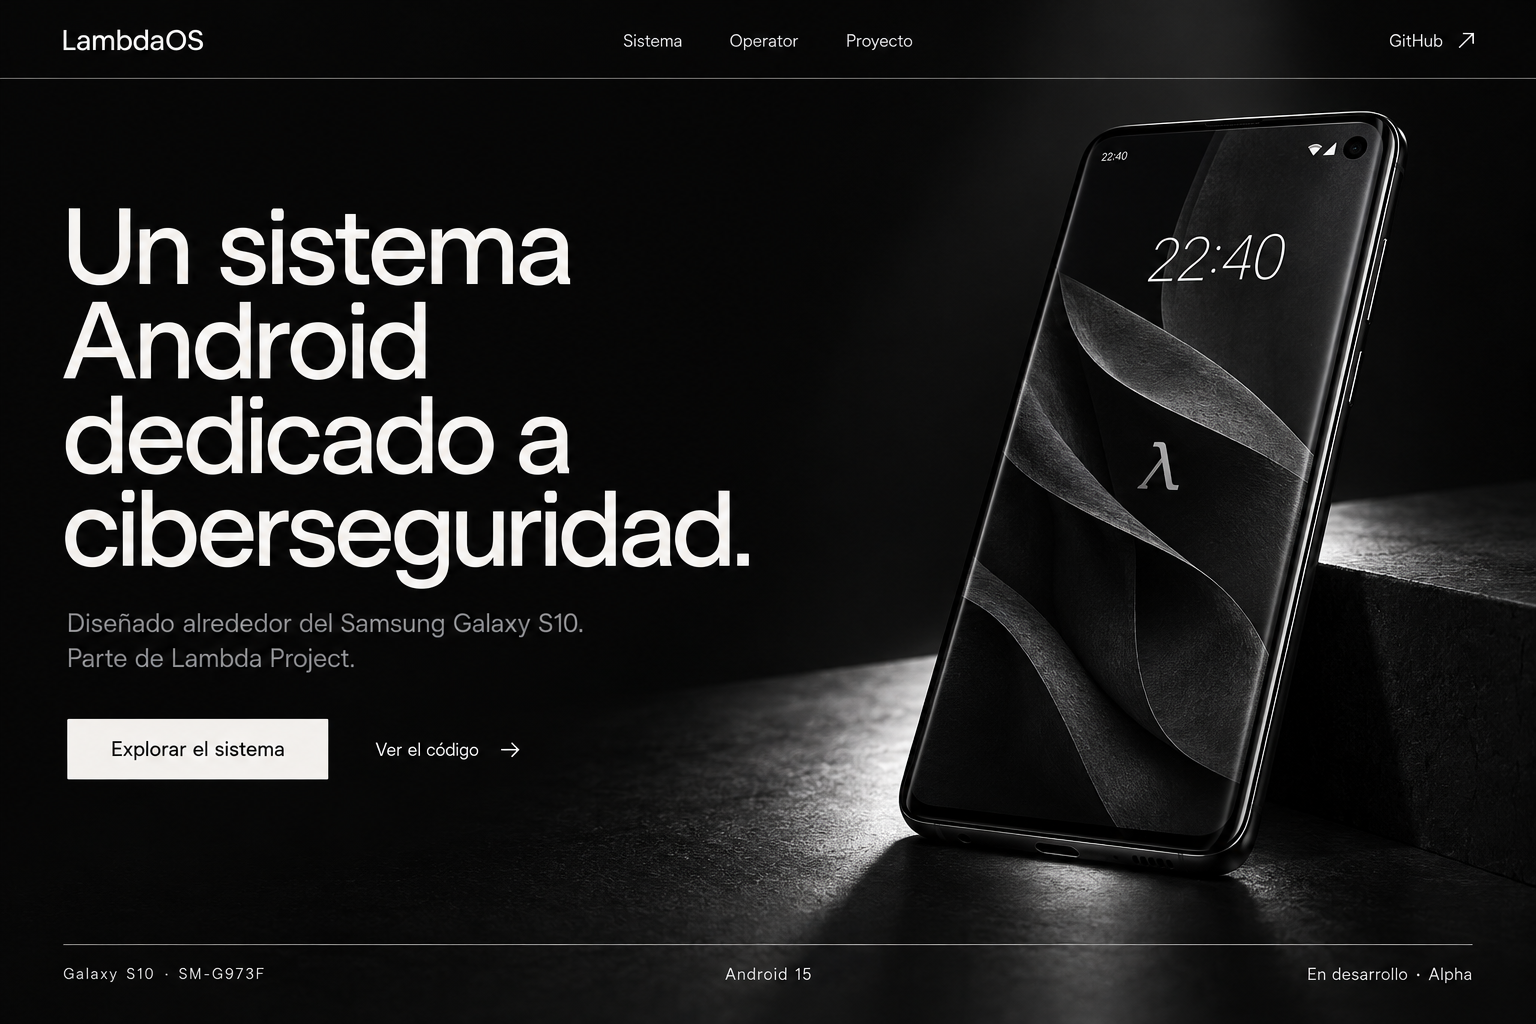 LambdaOS
Sistema
Operator
Proyecto
GitHub
Un sistema
Android
dedicado a
ciberseguridad.
Diseñado alrededor del Samsung Galaxy S10.
Parte de Lambda Project.
Explorar el sistema
Ver el código
22:40
22:40
λ
Galaxy S10 · SM-G973F
Android 15
En desarrollo · Alpha